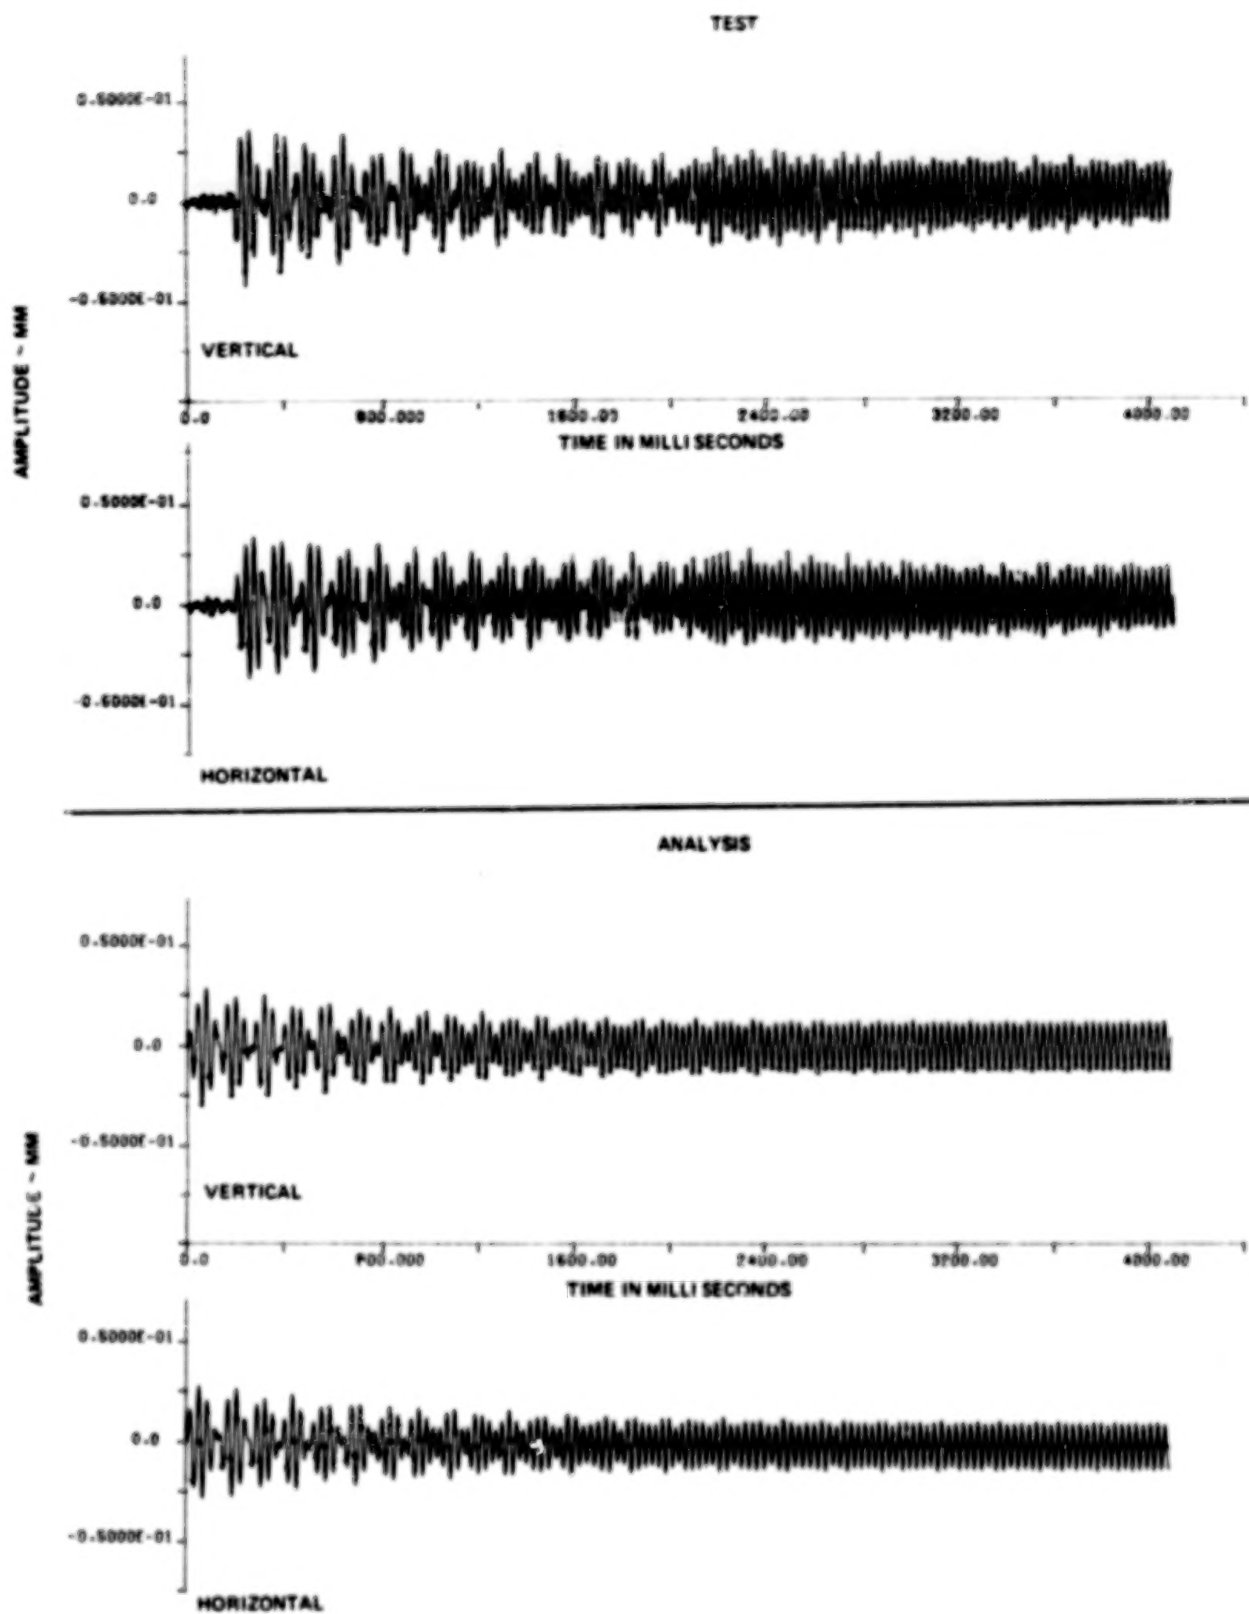 TEST
0.5000E-01
0.0
-0.5000E-01
VERTICAL
0.0 800.000 1600.00 2400.00 3200.00 4000.00
TIME IN MILLI SECONDS
AMPLITUDE ~ MM
0.5000E-01
0.0
-0.5000E-01
HORIZONTAL
ANALYSIS
0.5000E-01
0.0
-0.5000E-01
VERTICAL
0.0 800.000 1600.00 2400.00 3200.00 4000.00
TIME IN MILLI SECONDS
AMPLITUDE ~ MM
0.5000E-01
0.0
-0.5000E-01
HORIZONTAL